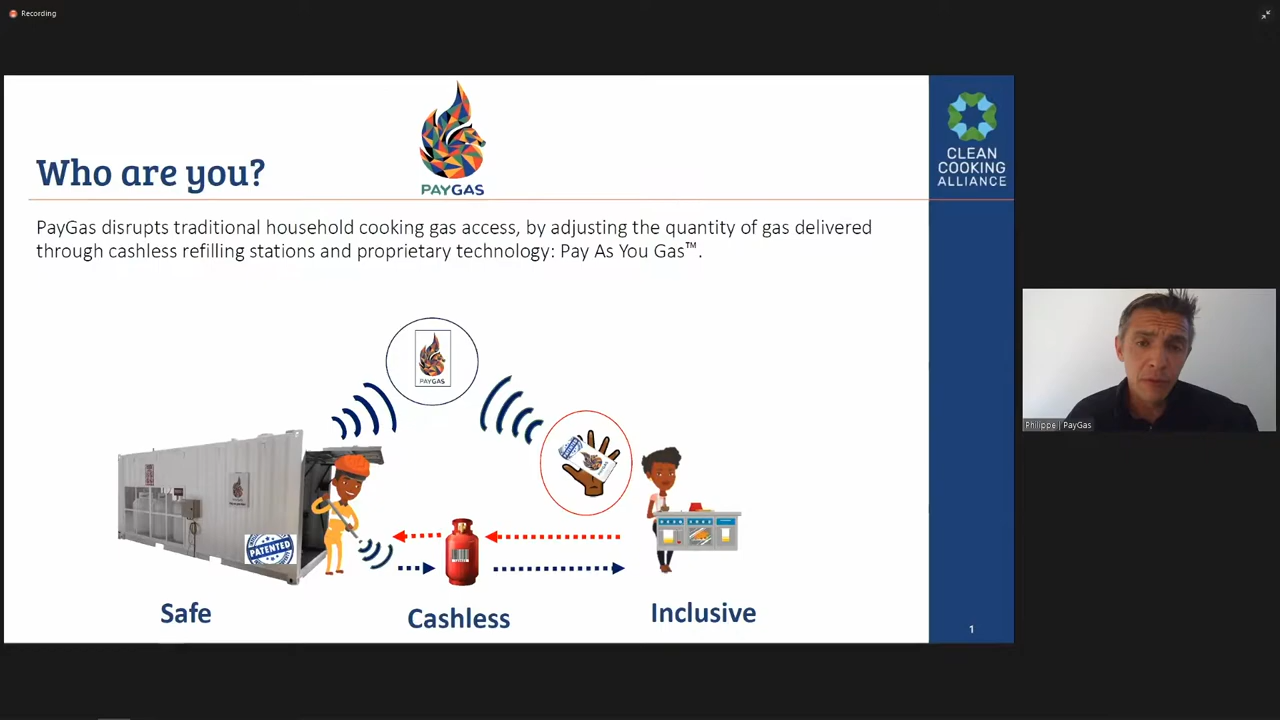 Recording
PAYGAS
Who are you?
CLEAN
COOKING
ALLIANCE
PayGas disrupts traditional household cooking gas access, by adjusting the quantity of gas delivered
through cashless refilling stations and proprietary technology: Pay As You Gas™.
PAYGAS
PAYGAS
PATENTED
Safe
Cashless
Inclusive
1
Philippe | PayGas